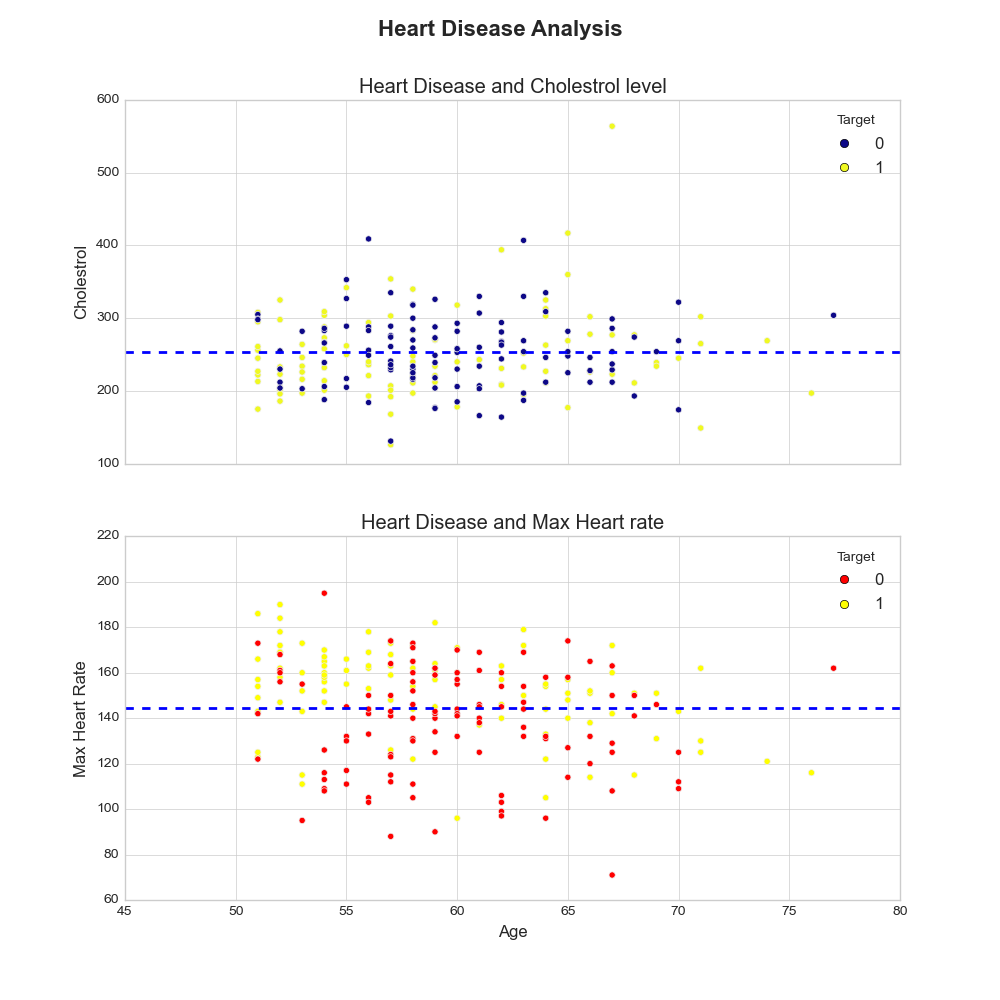 Heart Disease Analysis
Heart Disease and Cholestrol level
600
500
400
300
200
100
Cholestrol
Target
0
1
Heart Disease and Max Heart rate
220
200
180
160
140
120
100
80
60
Max Heart Rate
Target
0
1
45 50 55 60 65 70 75 80
Age